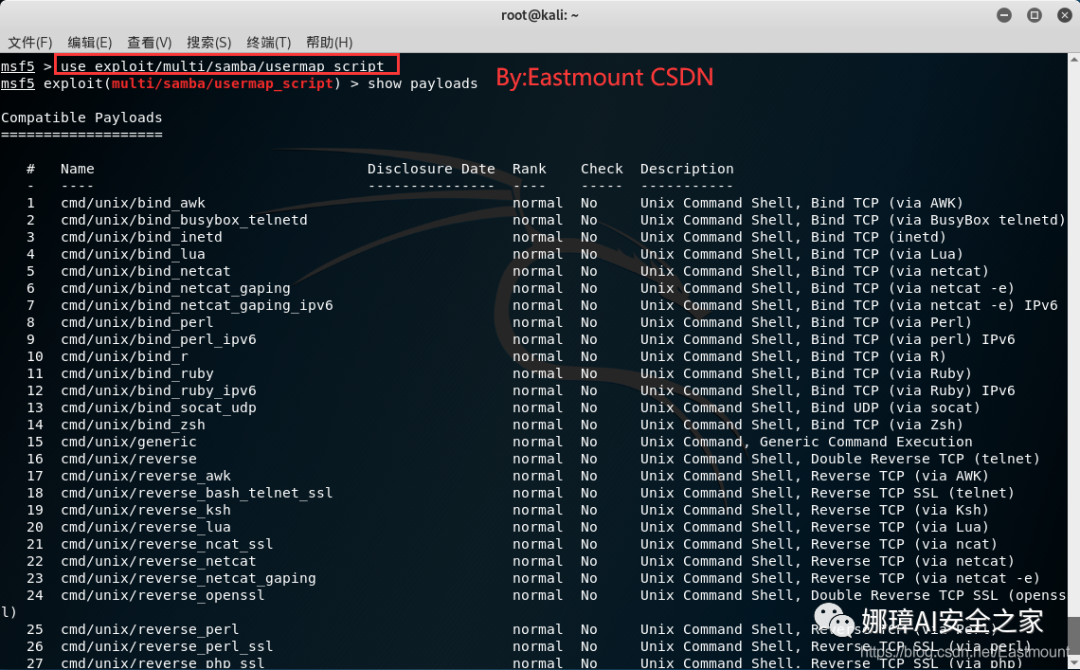 root@kali: ~
文件(F) 编辑(E) 查看(V) 搜索(S) 终端(T) 帮助(H)
msf5 > use exploit/multi/samba/usermap_script
msf5 exploit(multi/samba/usermap_script) > show payloads
By:Eastmount CSDN
Compatible Payloads
===================
# Name Disclosure Date Rank Check Description
- ---- --------------- ---- ----- -----------
1 cmd/unix/bind_awk normal No Unix Command Shell, Bind TCP (via AWK)
2 cmd/unix/bind_busybox_telnetd normal No Unix Command Shell, Bind TCP (via BusyBox telnetd)
3 cmd/unix/bind_inetd normal No Unix Command Shell, Bind TCP (inetd)
4 cmd/unix/bind_lua normal No Unix Command Shell, Bind TCP (via Lua)
5 cmd/unix/bind_netcat normal No Unix Command Shell, Bind TCP (via netcat)
6 cmd/unix/bind_netcat_gaping normal No Unix Command Shell, Bind TCP (via netcat -e)
7 cmd/unix/bind_netcat_gaping_ipv6 normal No Unix Command Shell, Bind TCP (via netcat -e) IPv6
8 cmd/unix/bind_perl normal No Unix Command Shell, Bind TCP (via Perl)
9 cmd/unix/bind_perl_ipv6 normal No Unix Command Shell, Bind TCP (via perl) IPv6
10 cmd/unix/bind_r normal No Unix Command Shell, Bind TCP (via R)
11 cmd/unix/bind_ruby normal No Unix Command Shell, Bind TCP (via Ruby)
12 cmd/unix/bind_ruby_ipv6 normal No Unix Command Shell, Bind TCP (via Ruby) IPv6
13 cmd/unix/bind_socat_udp normal No Unix Command Shell, Bind UDP (via socat)
14 cmd/unix/bind_zsh normal No Unix Command Shell, Bind TCP (via Zsh)
15 cmd/unix/generic normal No Unix Command, Generic Command Execution
16 cmd/unix/reverse normal No Unix Command Shell, Double Reverse TCP (telnet)
17 cmd/unix/reverse_awk normal No Unix Command Shell, Reverse TCP (via AWK)
18 cmd/unix/reverse_bash_telnet_ssl normal No Unix Command Shell, Reverse TCP SSL (telnet)
19 cmd/unix/reverse_ksh normal No Unix Command Shell, Reverse TCP (via Ksh)
20 cmd/unix/reverse_lua normal No Unix Command Shell, Reverse TCP (via Lua)
21 cmd/unix/reverse_ncat_ssl normal No Unix Command Shell, Reverse TCP (via ncat)
22 cmd/unix/reverse_netcat normal No Unix Command Shell, Reverse TCP (via netcat)
23 cmd/unix/reverse_netcat_gaping normal No Unix Command Shell, Reverse TCP (via netcat -e)
24 cmd/unix/reverse_openssl normal No Unix Command Shell, Double Reverse TCP SSL (openss
l)
25 cmd/unix/reverse_perl normal No Unix Command Shell, Reverse TCP (via Perl)
26 cmd/unix/reverse_perl_ssl normal No Unix Command Shell, Reverse TCP SSL (via perl)
27 cmd/unix/reverse_php_ssl normal No Unix Command Shell, Reverse TCP SSL (via php)
娜璋AI安全之家
https://blog.csdn.net/Eastmount